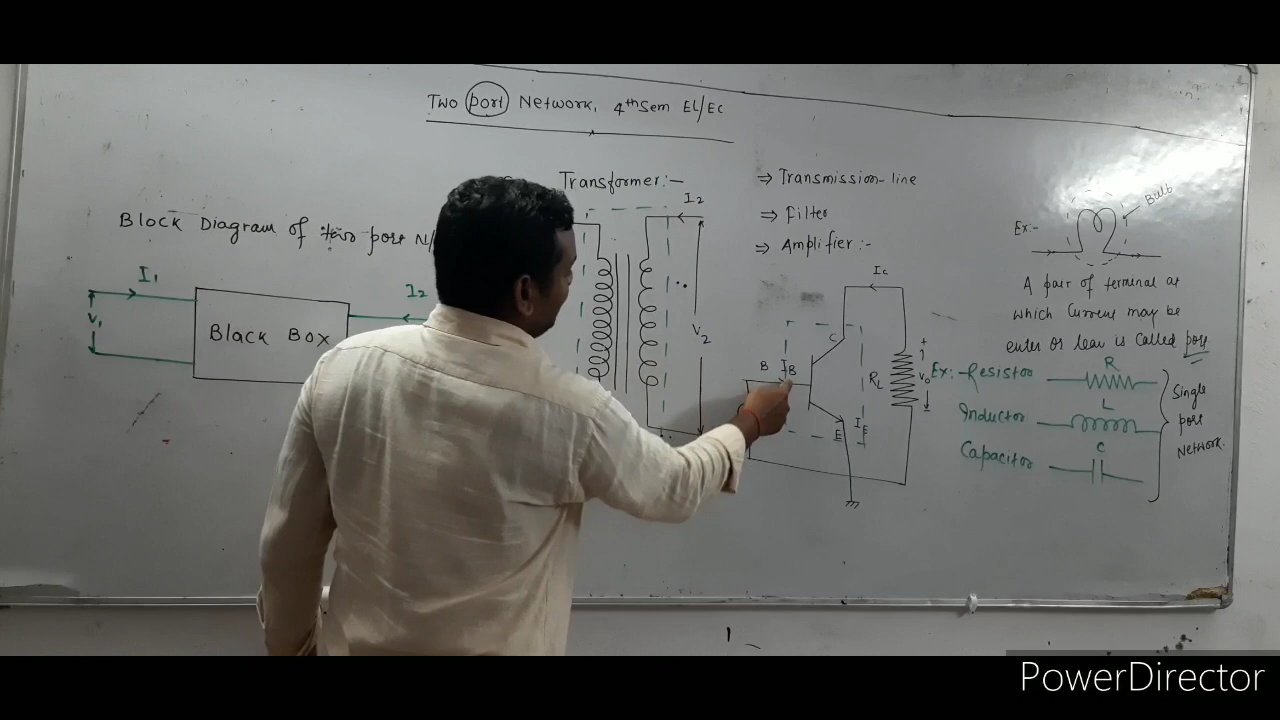 Two port Network. 4th Sem EL/EC
Block Diagram of two port N/
I1
V1
Black Box
I2
Transformer:-
I2
V2
⇒ Transmission-line
⇒ Filter
⇒ Amplifier:-
Ic
C
B
IB
RL
+
Vo
-
E
IE
Ex:-
Bulb
A pair of terminal at
which Current may be
enter or leav is called port
Ex:- Resistor
R
Inductor
L
Capacitor
C
Single
port
Network.
PowerDirector